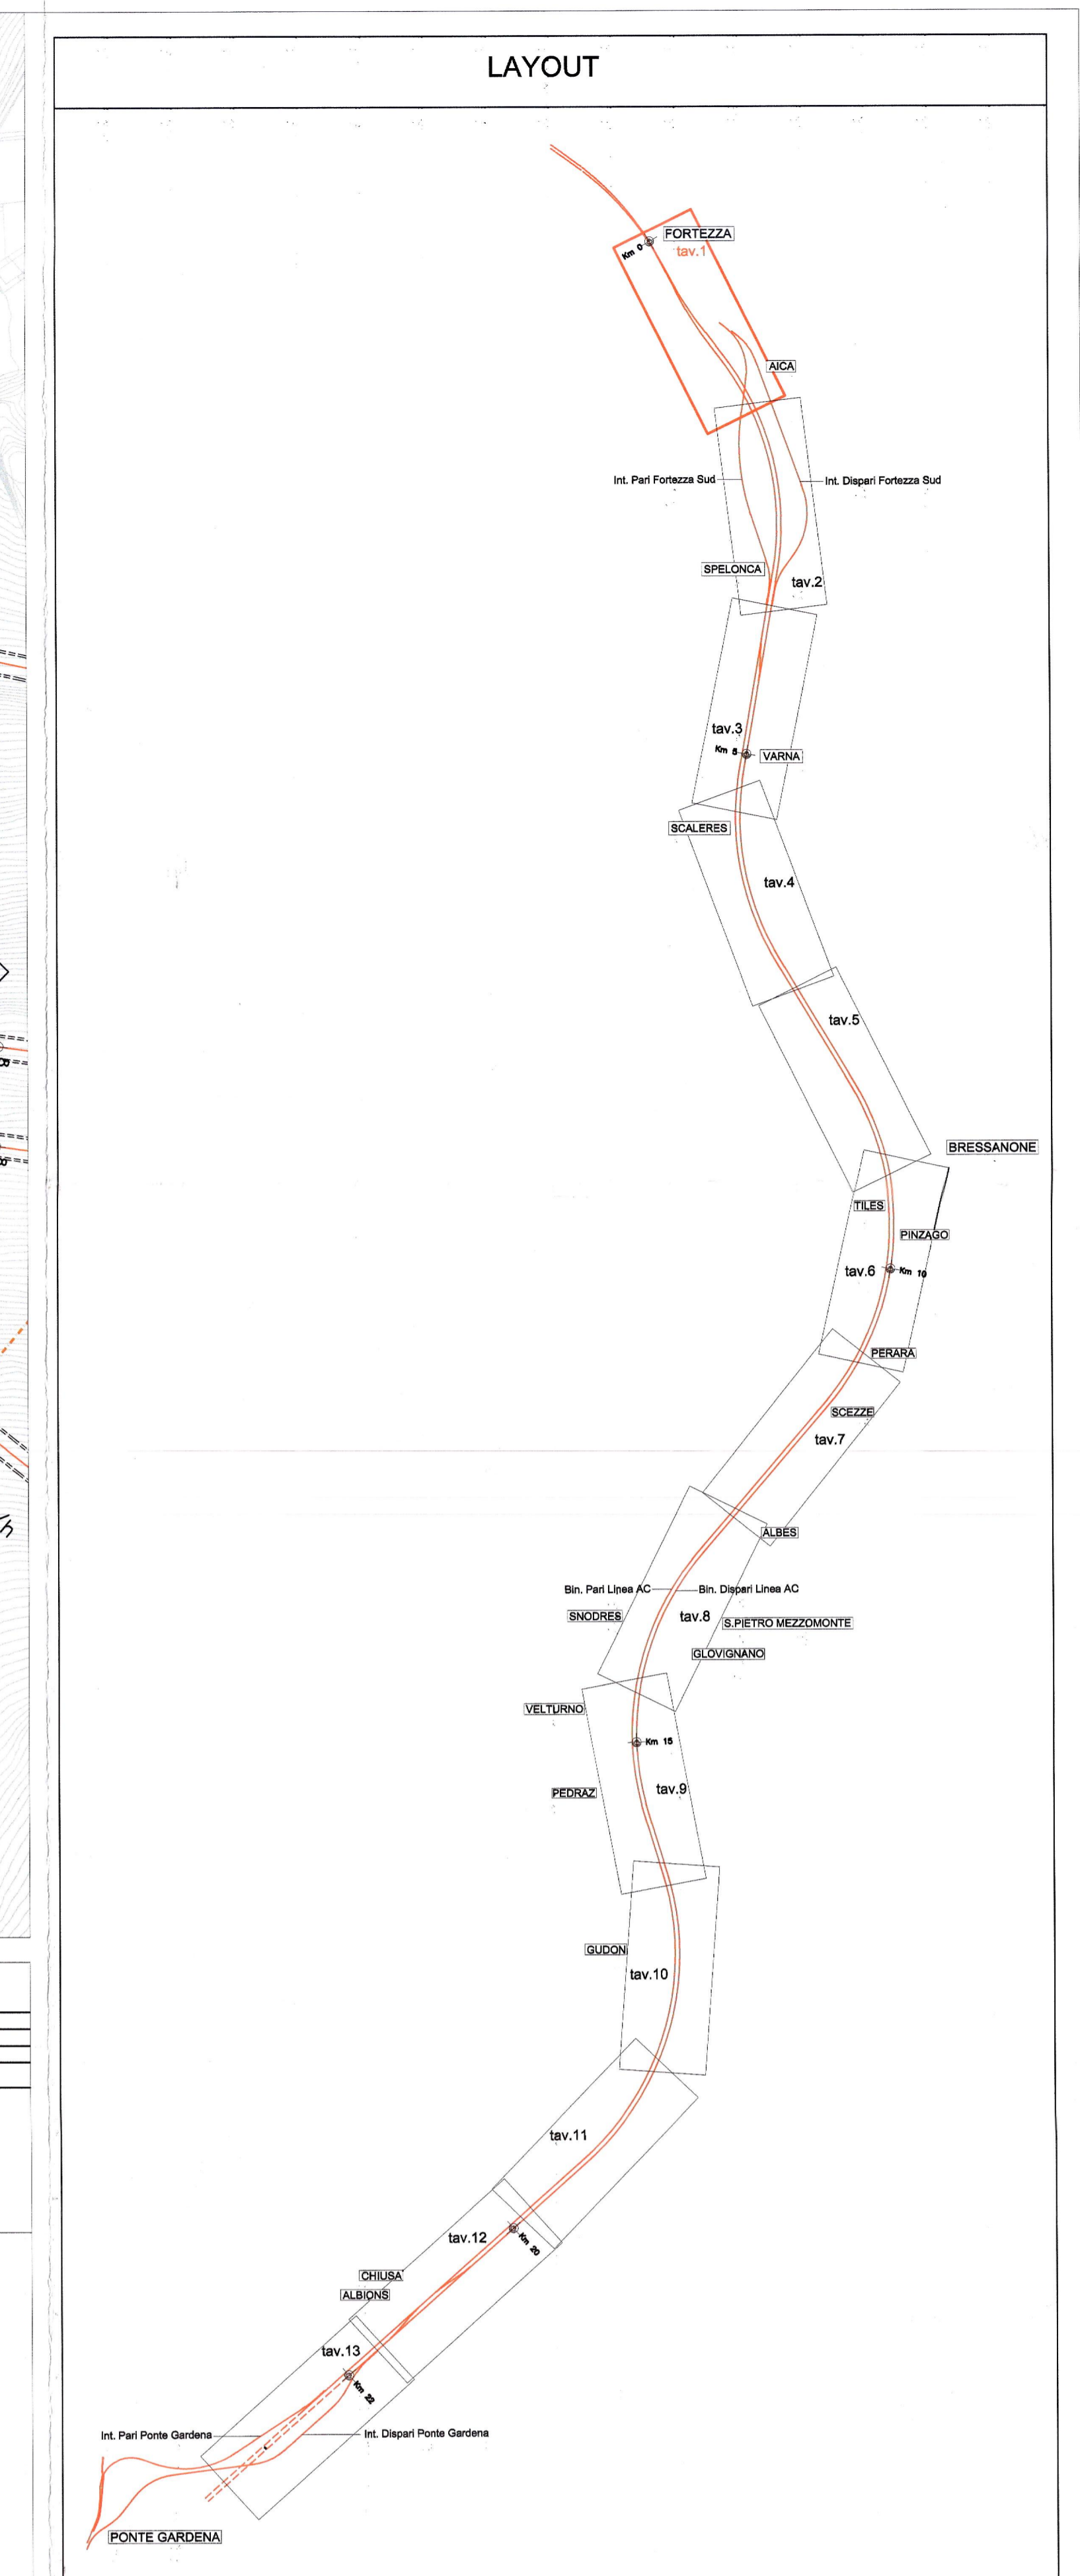 LAYOUT
FORTEZZA
Km 0
tav.1
AICA
Int. Pari Fortezza Sud
Int. Dispari Fortezza Sud
SPELONCA
tav.2
tav.3
Km 5
VARNA
SCALERES
tav.4
tav.5
BRESSANONE
TILES
PINZAGO
tav.6
Km 10
PERARA
SCEZZE
tav.7
ALBES
Bin. Pari Linea AC
Bin. Dispari Linea AC
SNODRES
tav.8
S.PIETRO MEZZOMONTE
GLOVIGNANO
VELTURNO
Km 15
PEDRAZ
tav.9
GUDON
tav.10
tav.11
tav.12
Km 20
CHIUSA
ALBIONS
tav.13
Km 22
Int. Pari Ponte Gardena
Int. Dispari Ponte Gardena
PONTE GARDENA